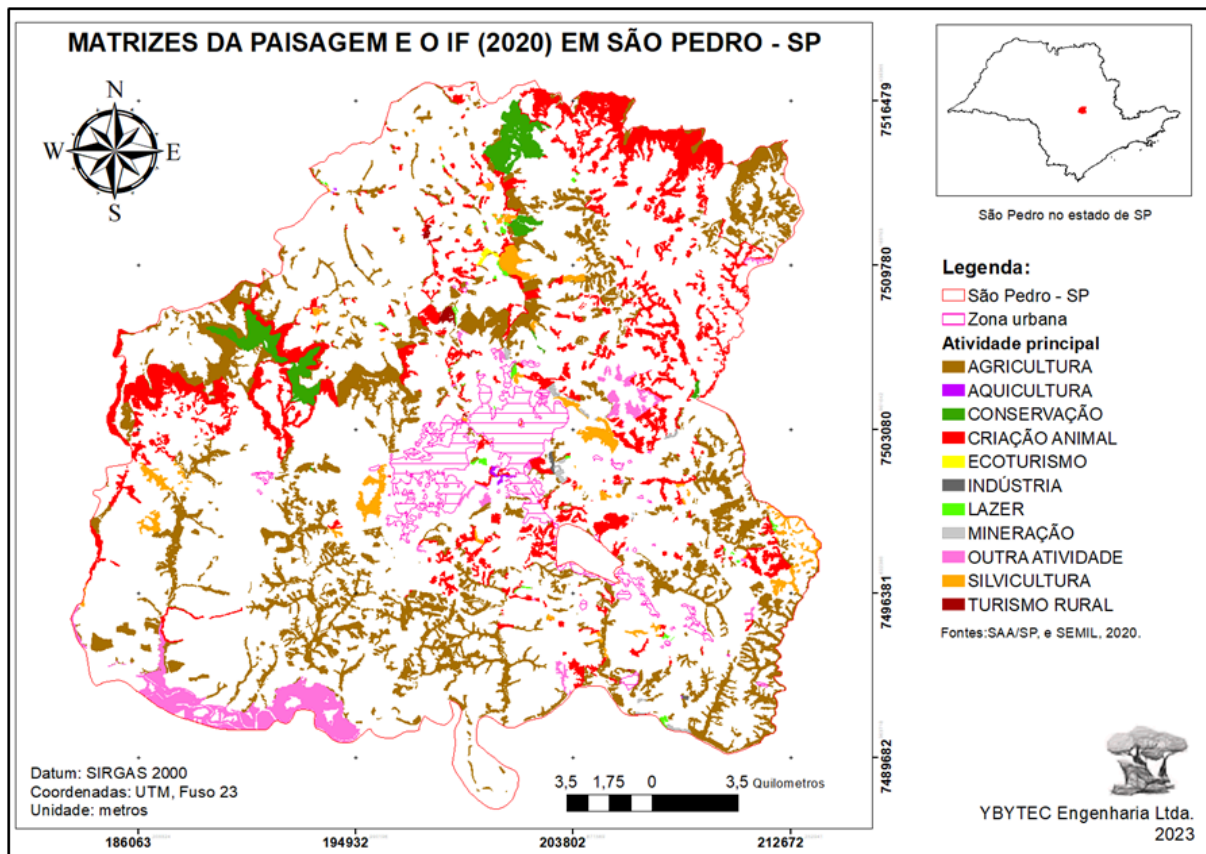 MATRIZES DA PAISAGEM E O IF (2020) EM SÃO PEDRO - SP
N
W
E
S
7516479
7509780
7503080
7496381
7489682
São Pedro no estado de SP
Legenda:
São Pedro - SP
Zona urbana
Atividade principal
AGRICULTURA
AQUICULTURA
CONSERVAÇÃO
CRIAÇÃO ANIMAL
ECOTURISMO
INDÚSTRIA
LAZER
MINERAÇÃO
OUTRA ATIVIDADE
SILVICULTURA
TURISMO RURAL
Fontes:SAA/SP, e SEMIL, 2020.
Datum: SIRGAS 2000
Coordenadas: UTM, Fuso 23
Unidade: metros
3,5 1,75 0 3,5 Quilometros
186063 194932 203802 212672
YBYTEC Engenharia Ltda.
2023